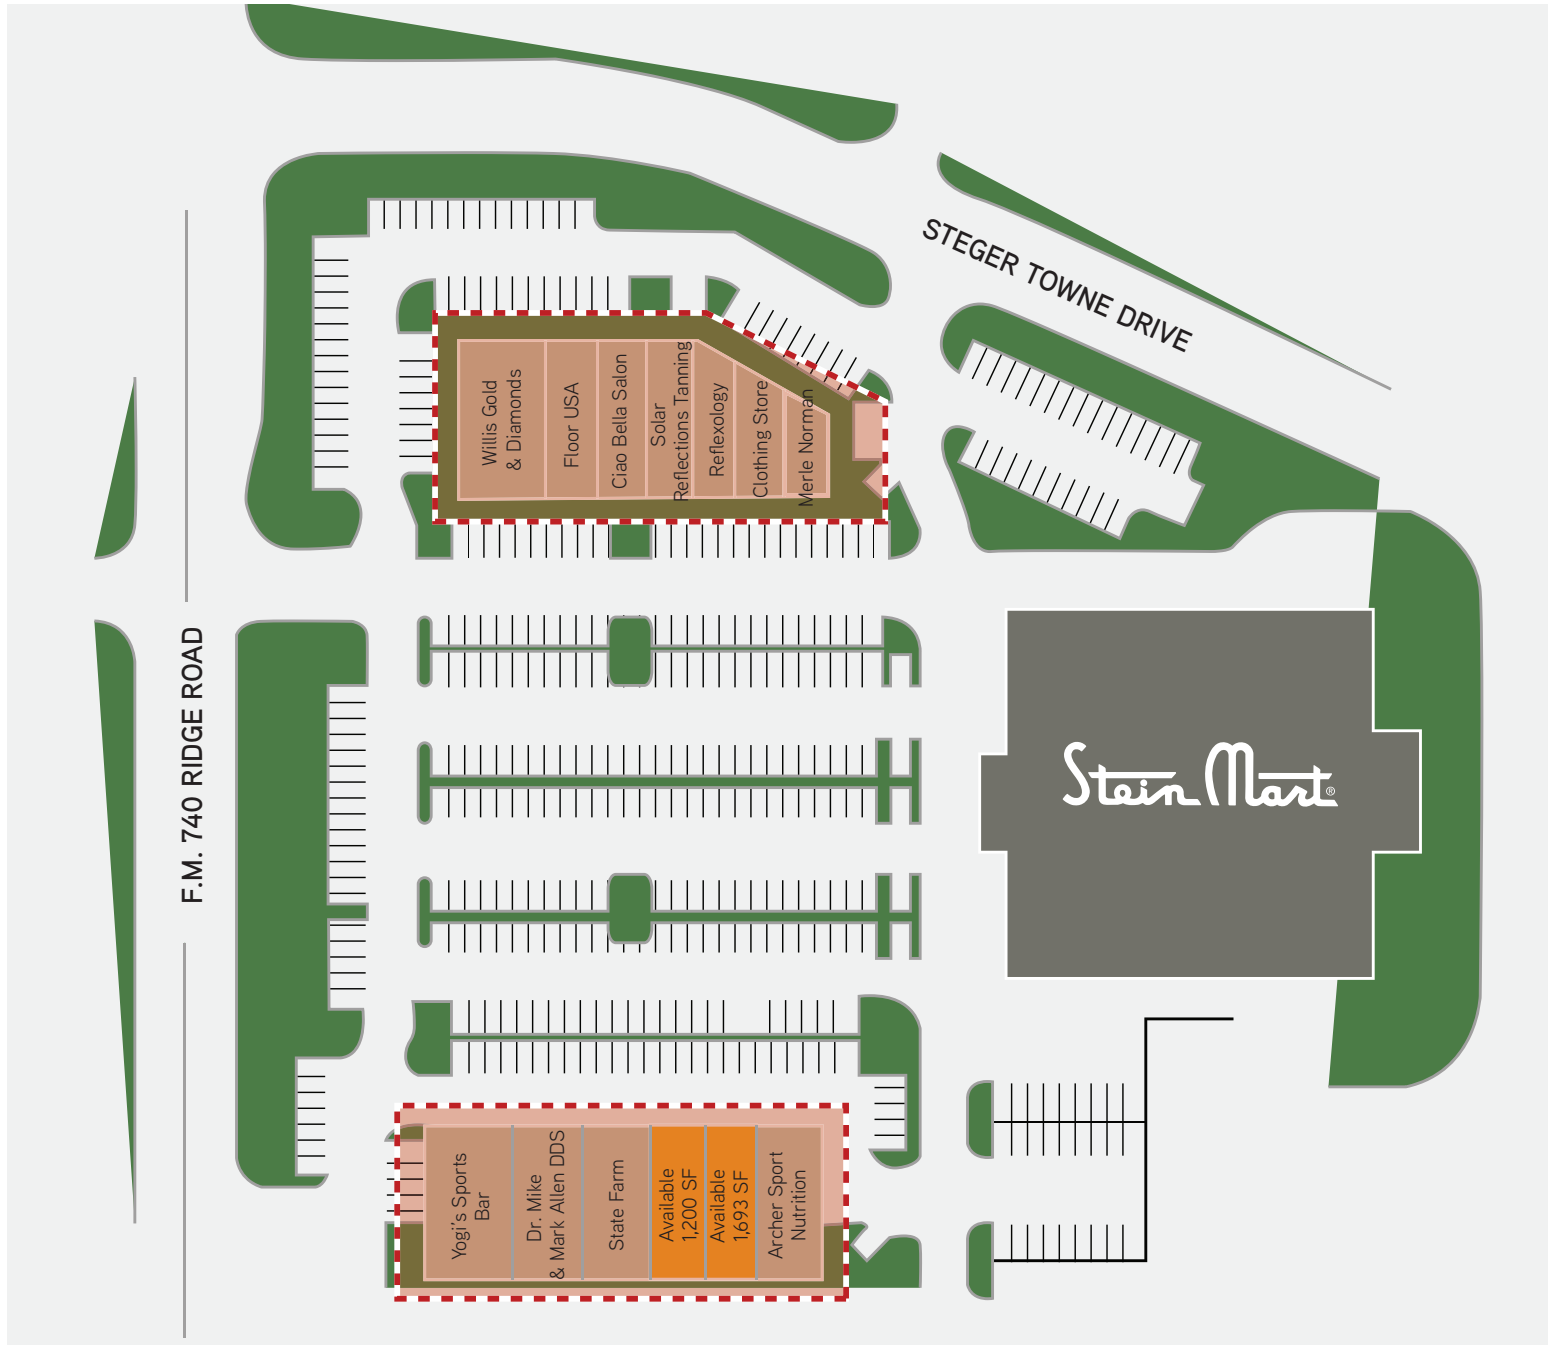 STEGER TOWNE DRIVE
Willis Gold
& Diamonds
Floor USA
Ciao Bella Salon
Solar
Reflections Tanning
Reflexology
Clothing Store
Merle Norman
F.M. 740 RIDGE ROAD
Stein Mart®
Yogi's Sports
Bar
Dr. Mike
& Mark Allen DDS
State Farm
Available
1,200 SF
Available
1,693 SF
Archer Sport
Nutrition